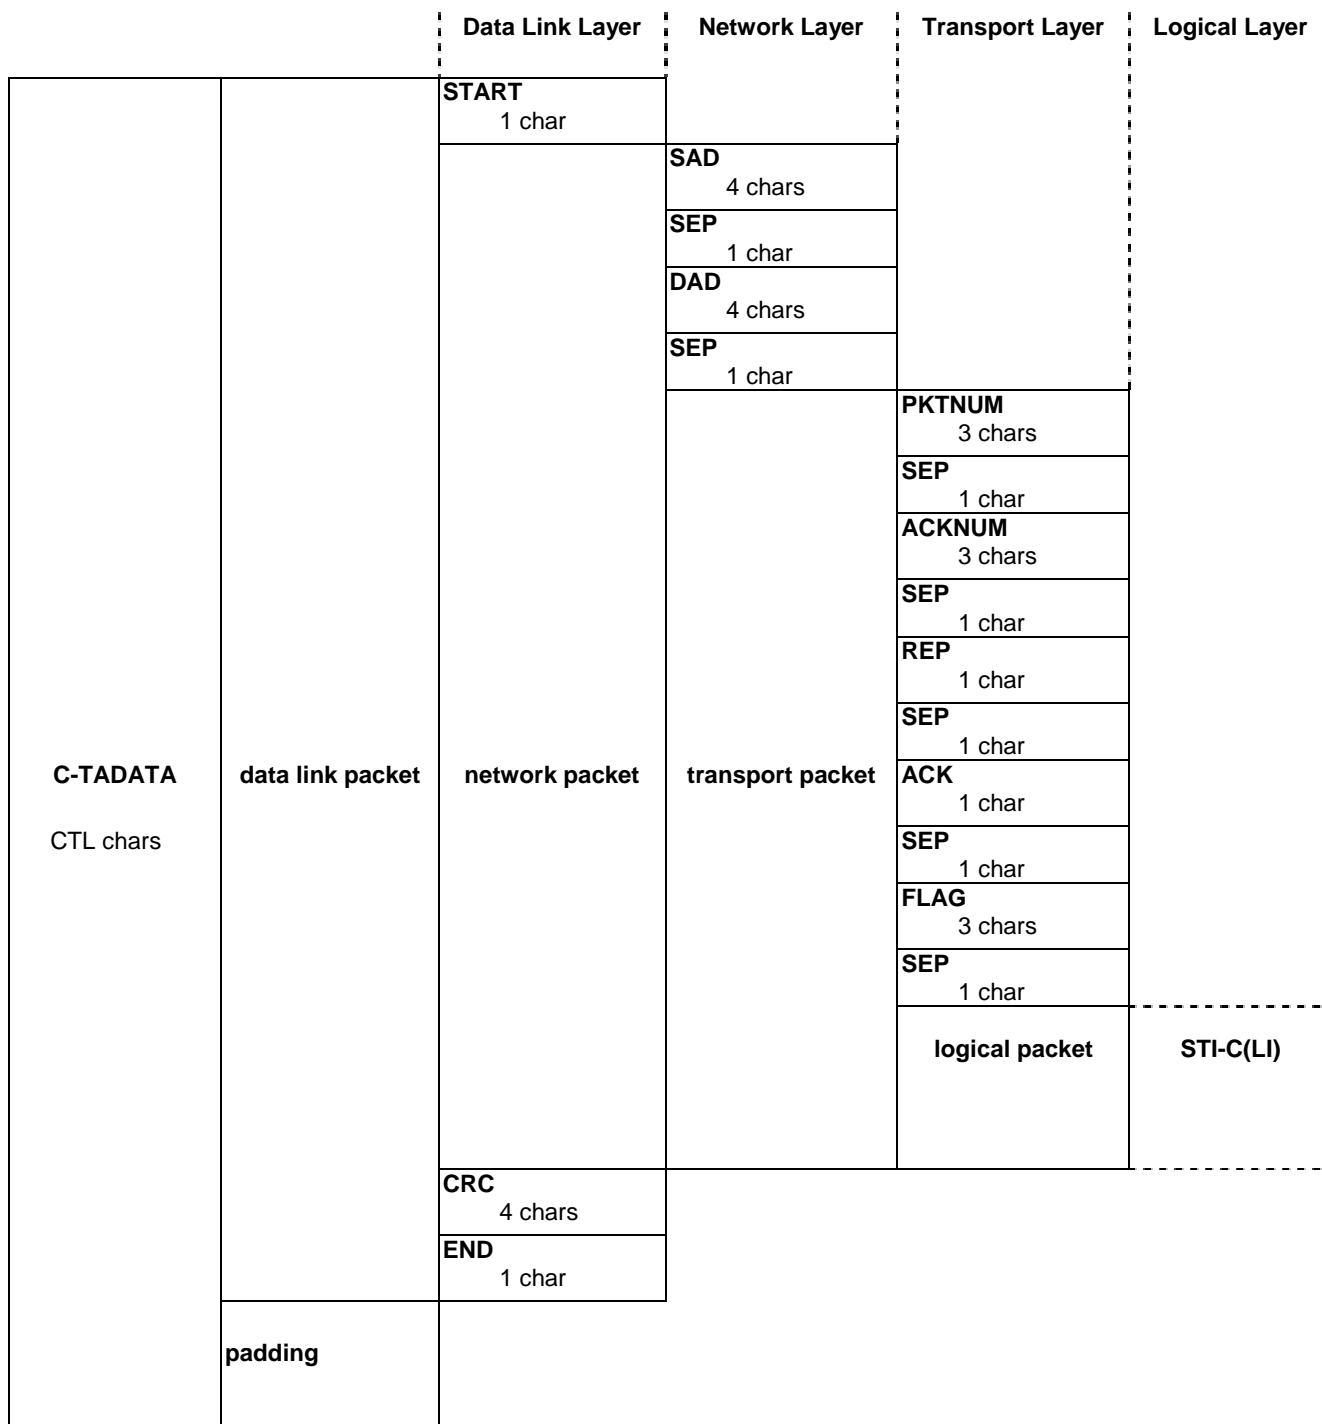 Data Link Layer Network Layer Transport Layer Logical Layer
START
1 char
SAD
4 chars
SEP
1 char
DAD
4 chars
SEP
1 char
PKTNUM
3 chars
SEP
1 char
ACKNUM
3 chars
SEP
1 char
REP
1 char
SEP
1 char
C-TADATA data link packet network packet transport packet ACK
1 char
CTL chars SEP
1 char
FLAG
3 chars
SEP
1 char
logical packet STI-C(LI)
CRC
4 chars
END
1 char
padding